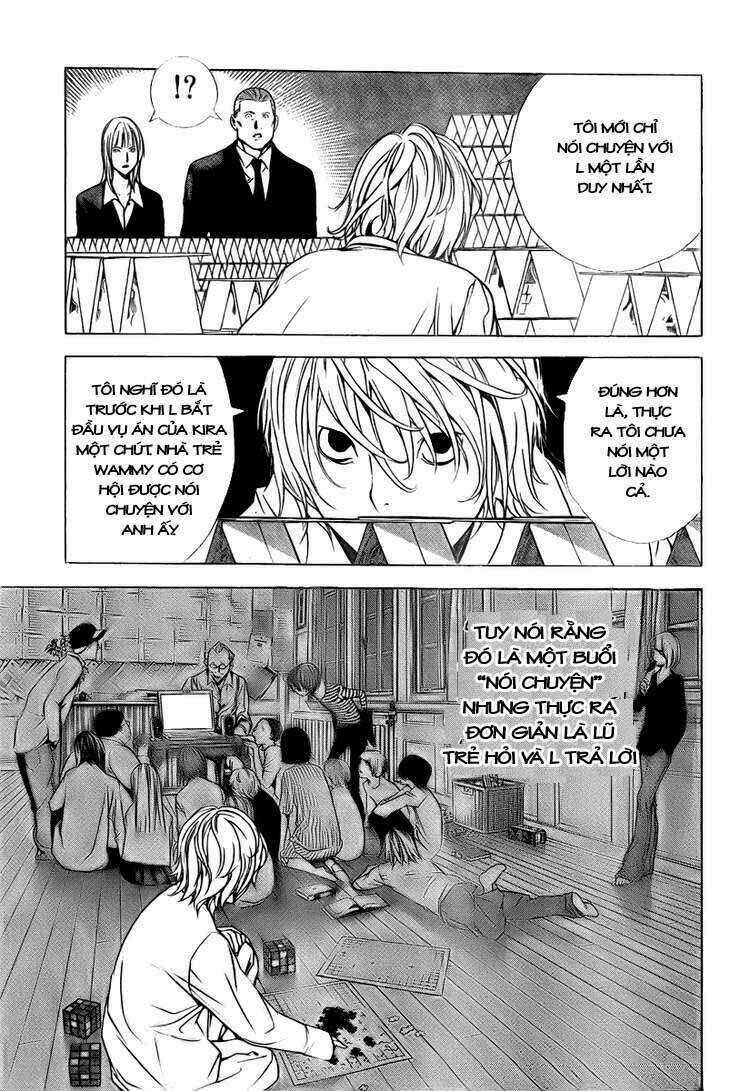 TÔI MỚI CHỈ
NÓI CHUYỆN VỚI
L MỘT LẦN
DUY NHẤT.
!?
ĐÚNG HƠN
LÀ, THỰC
RA TÔI CHƯA
NÓI MỘT
LỜI NÀO
CẢ.
TÔI NGHĨ ĐÓ LÀ
TRƯỚC KHI L BẮT
ĐẦU VỤ ÁN CỦA KIRA
MỘT CHÚT. NHÀ TRẺ
WAMMY CÓ CƠ
HỘI ĐƯỢC NÓI
CHUYỆN VỚI
ANH ẤY.
TUY NÓI RẰNG
ĐÓ LÀ MỘT BUỔI
“NÓI CHUYỆN”
NHƯNG THỰC RA
ĐƠN GIẢN LÀ LŨ
TRẺ HỎI VÀ L TRẢ LỜI